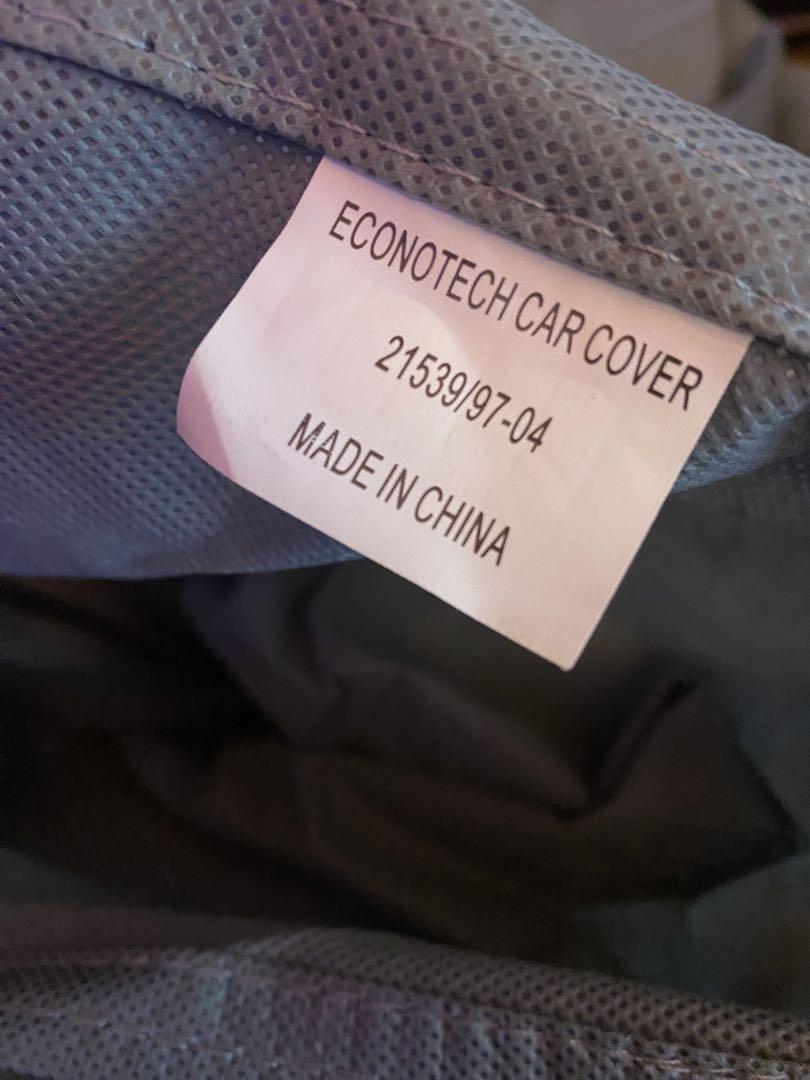 ECONOTECH CAR COVER
21539/97-04
MADE IN CHINA